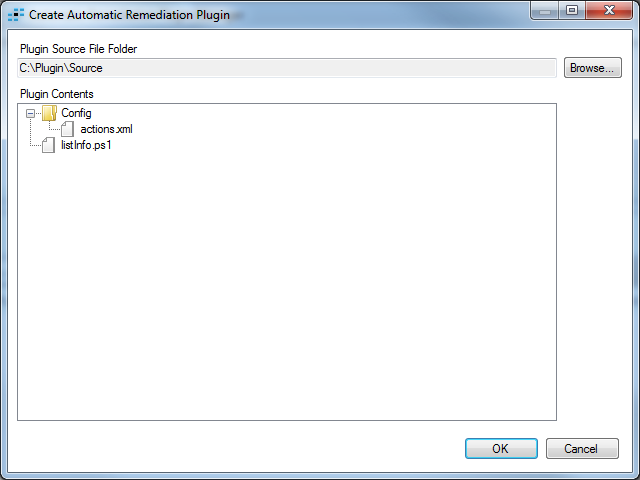 Create Automatic Remediation Plugin
Plugin Source File Folder
C:\Plugin\Source
Browse...
Plugin Contents
Config
actions.xml
listInfo.ps1
OK
Cancel